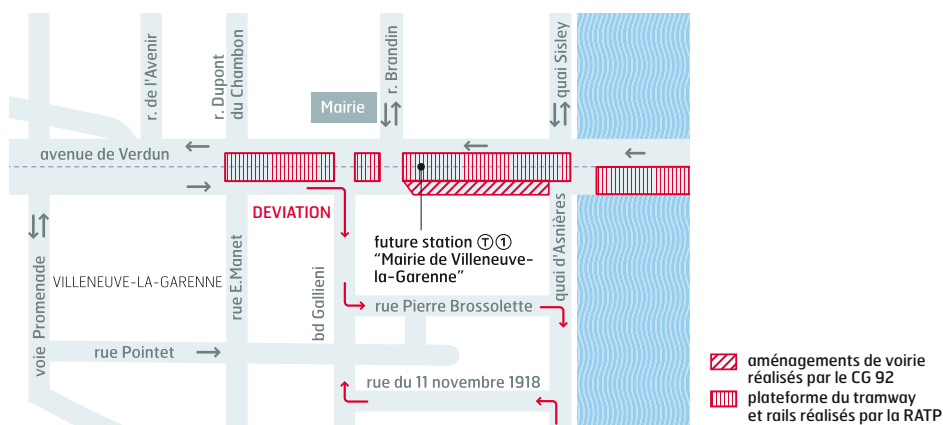 r. de l'Avenir
r. Dupont
du Chambon
r. Brandin
quai Sisley
Mairie
avenue de Verdun
DEVIATION
future station T 1
“Mairie de Villeneuve-
la-Garenne”
quai d'Asnières
VILLENEUVE-LA-GARENNE
rue E.Manet
bd Gallieni
voie Promenade
rue Pierre Brossolette
rue Pointet
rue du 11 novembre 1918
aménagements de voirie
réalisés par le CG 92
plateforme du tramway
et rails réalisés par la RATP